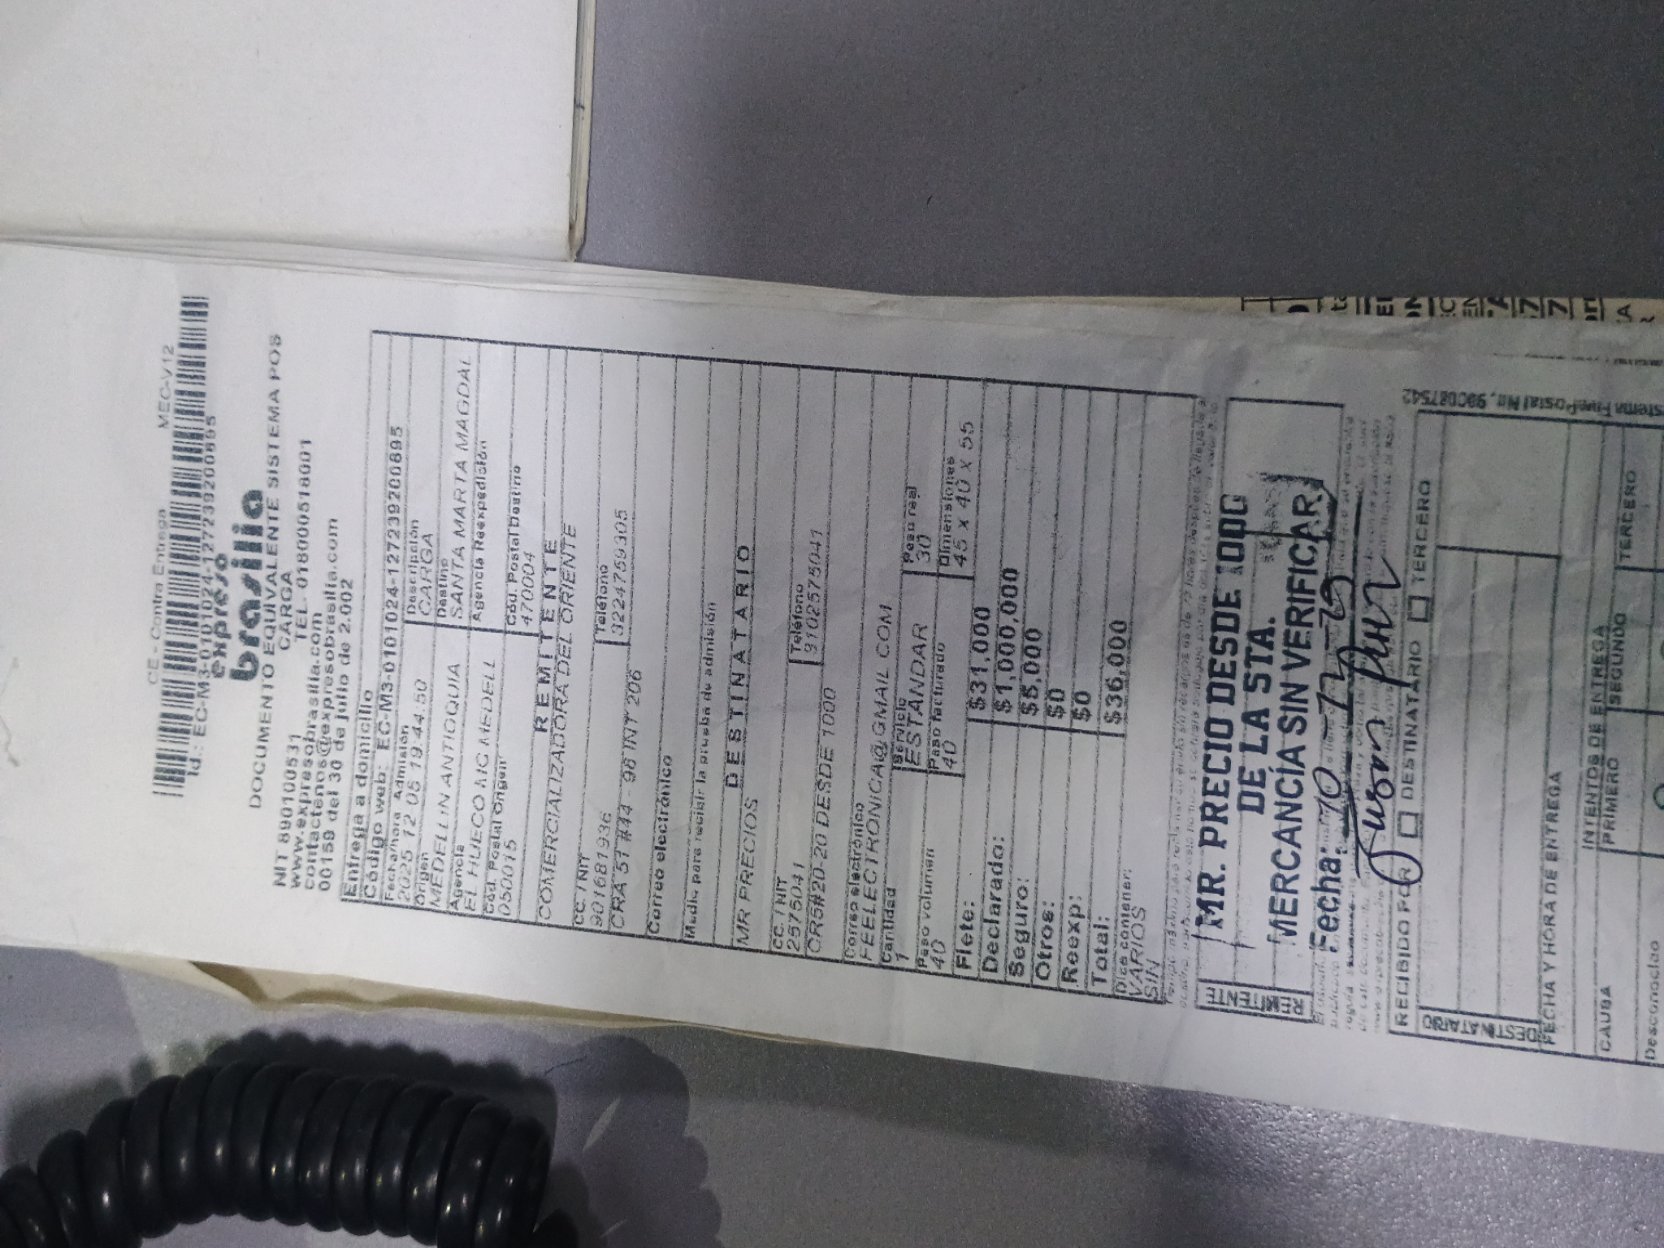 CE - Contra Entrega MEC-V12
Id.: EC-M3-0101024-1272392​00895
expreso
brasilia
DOCUMENTO EQUIVALENTE SISTEMA POS
CARGA
NIT 890100531 TEL. 018000518001
www.expresobrasilia.com
contactenos@expresobrasilia.com
00159 del 30 de julio de 2.002
Entrega a domicilio
Código web: EC-M3-0101024-127239200895
Fecha/hora Admisión Descripción
2025 12 05 19:44:50 CARGA
Origen Destino
MEDELLIN ANTIOQUIA SANTA MARTA MAGDAL
Agencia Agencia Reexpedición
EL HUECO MC MEDELL
Cód. Postal Origen Cód. Postal Destino
050015 470004
REMITENTE
COMERCIALIZADORA DEL ORIENTE
CC. / NIT Teléfono
901681936 3224759305
CRA 51 #44 - 96 INT 206
Correo electrónico
Medio, para recibir la prueba de admisión
DESTINATARIO
MR PRECIOS
CC. / NIT Teléfono
2575041 9102575041
CR5#20-20 DESDE 1000
Correo electrónico
FEELECTRONICA@GMAIL.COM
Cantidad Servicio Peso real
1 ESTANDAR 30
Peso volumen Peso facturado Dimensiones
40 40 45 x 40 x 55
Flete: $31,000
Declarado: $1,000,000
Seguro: $5,000
Otros: $0
Reexp: $0
Total: $36,000
Dice contener:
VARIOS
SIN
REMITENTE
MR. PRECIO DESDE 1000
DE LA STA.
MERCANCÍA SIN VERIFICAR
Fecha:
RECIBIDO POR DESTINATARIO TERCERO
DESTINATARIO
FECHA Y HORA DE ENTREGA
INTENTOS DE ENTREGA
CAUSA PRIMERO SEGUNDO TERCERO
Desconocido